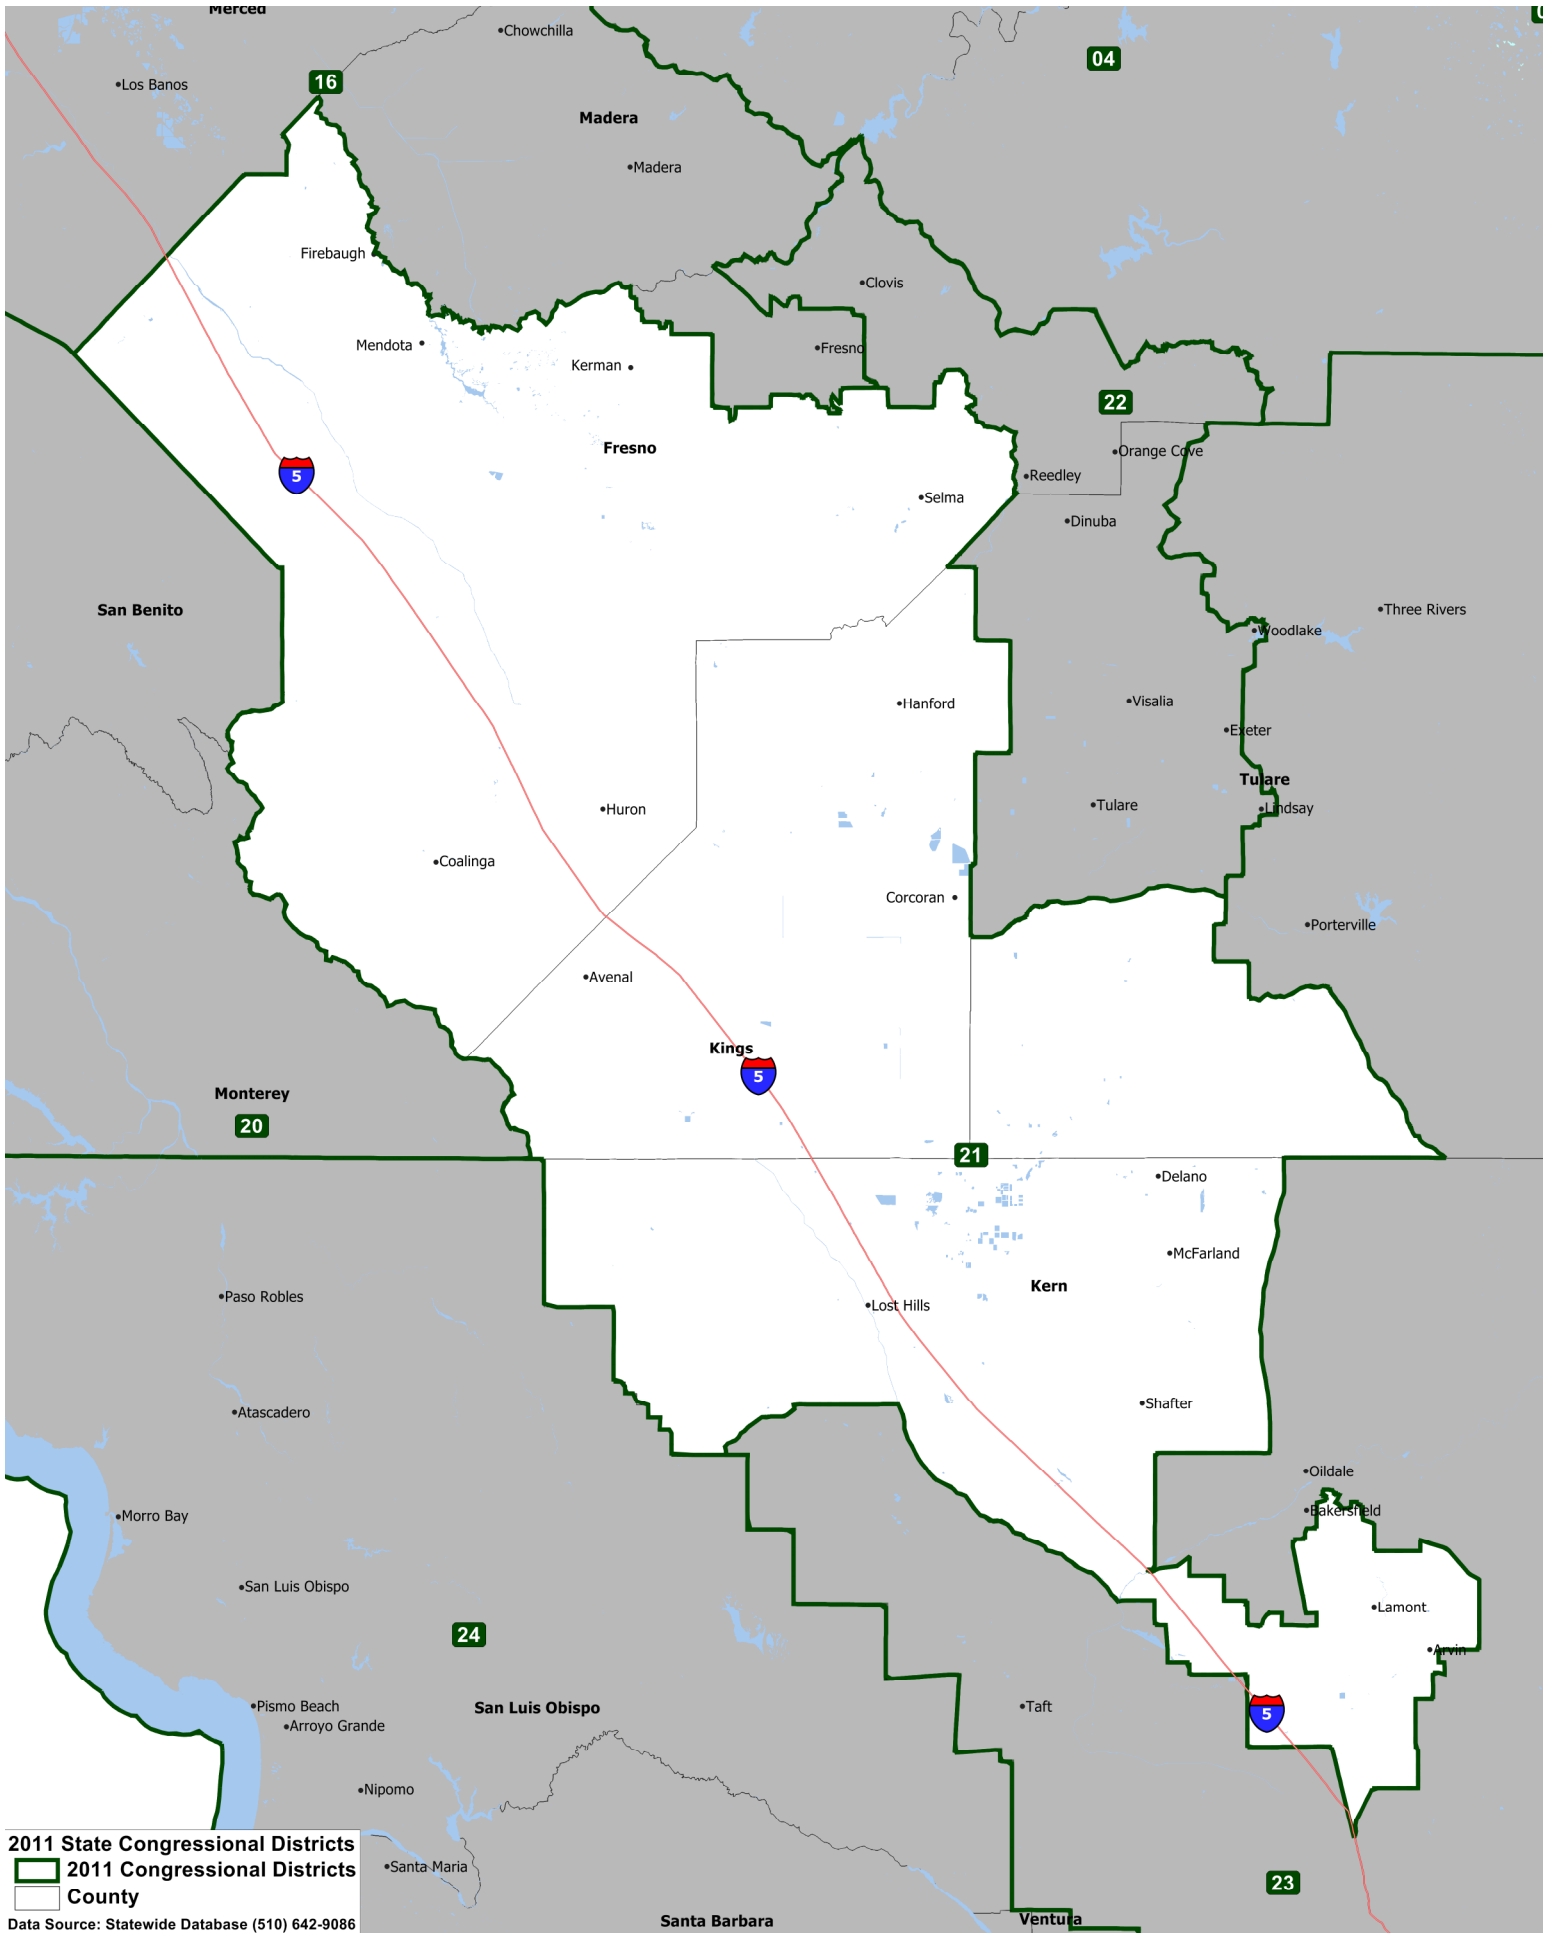 Merced
Chowchilla
04
Los Banos
16
Madera
Madera
Firebaugh
Clovis
Mendota
Kerman
Fresno
22
Fresno
Orange Cove
Reedley
Selma
Dinuba
5
San Benito
Three Rivers
Woodlake
Hanford
Visalia
Exeter
Tulare
Huron
Tulare
Lindsay
Coalinga
Corcoran
Porterville
Avenal
Kings
5
Monterey
20
21
Delano
McFarland
Kern
Paso Robles
Lost Hills
Atascadero
Shafter
Oildale
Bakersfield
Morro Bay
San Luis Obispo
Lamont
24
Arvin
Pismo Beach
San Luis Obispo
Taft
5
Arroyo Grande
Nipomo
2011 State Congressional Districts
2011 Congressional Districts
Santa Maria
23
County
Data Source: Statewide Database (510) 642-9086
Santa Barbara
Ventura